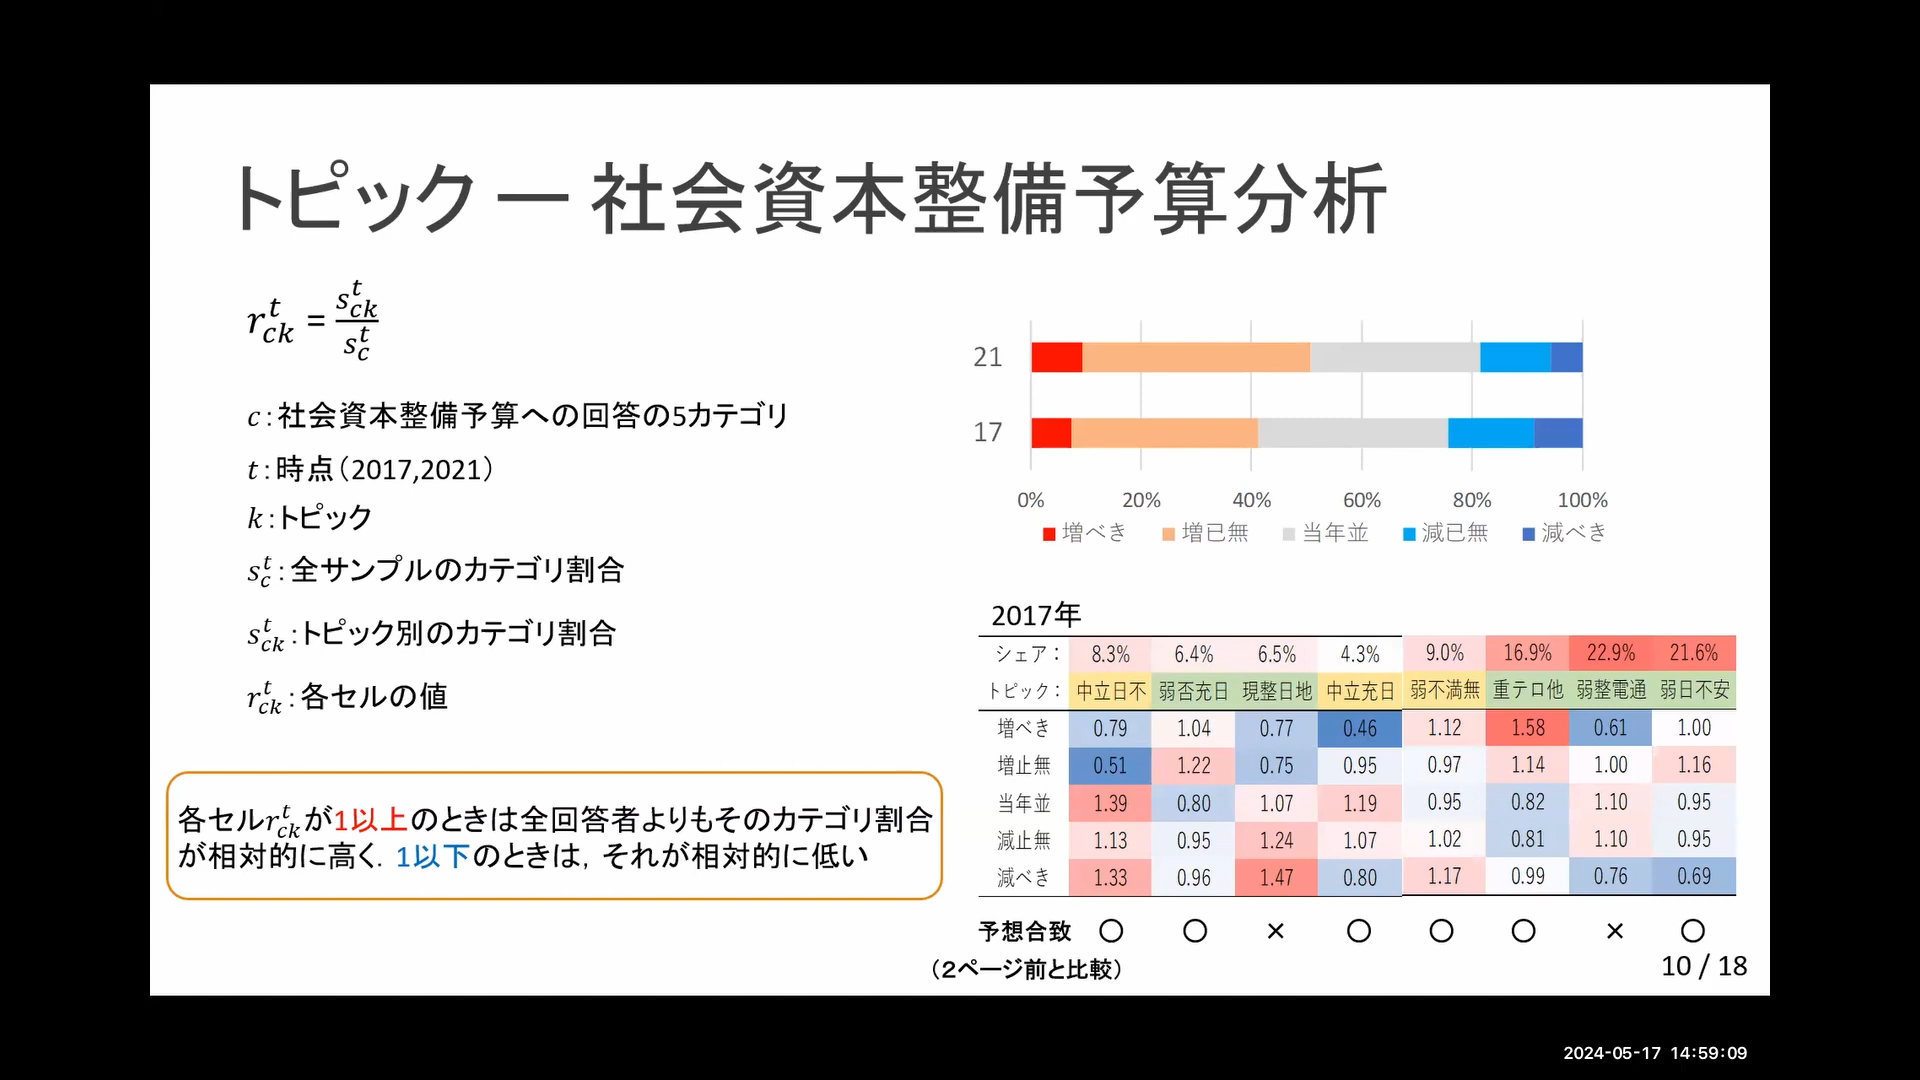 トピック ー 社会資本整備予算分析
r^t_ck = s^t_ck / s^t_c
c:社会資本整備予算への回答の5カテゴリ
t:時点(2017,2021)
k:トピック
s^t_c:全サンプルのカテゴリ割合
s^t_ck:トピック別のカテゴリ割合
r^t_ck:各セルの値
各セルr^t_ckが1以上のときは全回答者よりもそのカテゴリ割合
が相対的に高く. 1以下のときは, それが相対的に低い
21
17
0% 20% 40% 60% 80% 100%
増べき 増已無 当年並 減已無 減べき
2017年
シェア: 8.3% 6.4% 6.5% 4.3% 9.0% 16.9% 22.9% 21.6%
トピック: 中立日不 弱否充日 現整日地 中立充日 弱不満無 重テロ他 弱整電通 弱日不安
増べき 0.79 1.04 0.77 0.46 1.12 1.58 0.61 1.00
増止無 0.51 1.22 0.75 0.95 0.97 1.14 1.00 1.16
当年並 1.39 0.80 1.07 1.19 0.95 0.82 1.10 0.95
減止無 1.13 0.95 1.24 1.07 1.02 0.81 1.10 0.95
減べき 1.33 0.96 1.47 0.80 1.17 0.99 0.76 0.69
予想合致 ○ ○ × ○ ○ ○ × ○
(2ページ前と比較)
10 / 18
2024-05-17 14:59:09